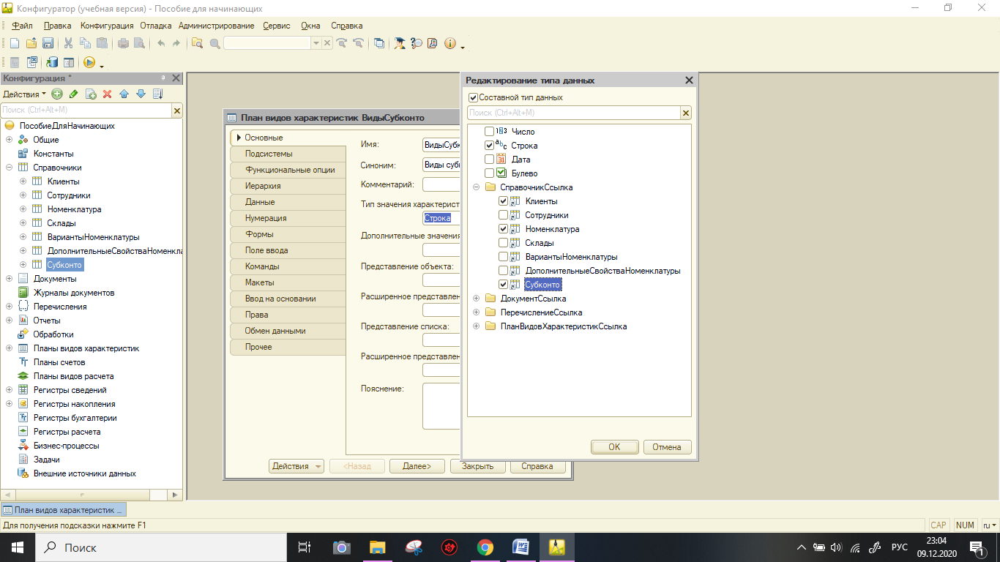 Конфигуратор (учебная версия) - Пособие для начинающих
Файл Правка Конфигурация Отладка Администрирование Сервис Окна Справка
Конфигурация *
Действия
Поиск (Ctrl+Alt+M)
ПособиеДляНачинающих
Общие
Константы
Справочники
Клиенты
Сотрудники
Номенклатура
Склады
ВариантыНоменклатуры
ДополнительныеСвойстваНоменкла
Субконто
Документы
Журналы документов
Перечисления
Отчеты
Обработки
Планы видов характеристик
Планы счетов
Планы видов расчета
Регистры сведений
Регистры накопления
Регистры бухгалтерии
Регистры расчета
Бизнес-процессы
Задачи
Внешние источники данных
План видов характеристик ВидыСубконто
Основные
Подсистемы
Функциональные опции
Иерархия
Данные
Нумерация
Формы
Поле ввода
Команды
Макеты
Ввод на основании
Права
Обмен данными
Прочее
Имя: ВидыСубк
Синоним: Виды субк
Комментарий:
Тип значения характерист
Строка
Дополнительные значения
Представление объекта:
Расширенное представлен
Представление списка:
Расширенное представлен
Пояснение:
Действия <Назад Далее> Закрыть Справка
Редактирование типа данных
Составной тип данных
Поиск (Ctrl+Alt+M)
Число
Строка
Дата
Булево
СправочникСсылка
Клиенты
Сотрудники
Номенклатура
Склады
ВариантыНоменклатуры
ДополнительныеСвойстваНоменклатуры
Субконто
ДокументСсылка
ПеречислениеСсылка
ПланВидовХарактеристикСсылка
OK Отмена
План видов характеристик ...
Для получения подсказки нажмите F1 CAP NUM ru
Поиск
РУС
23:04
09.12.2020
1